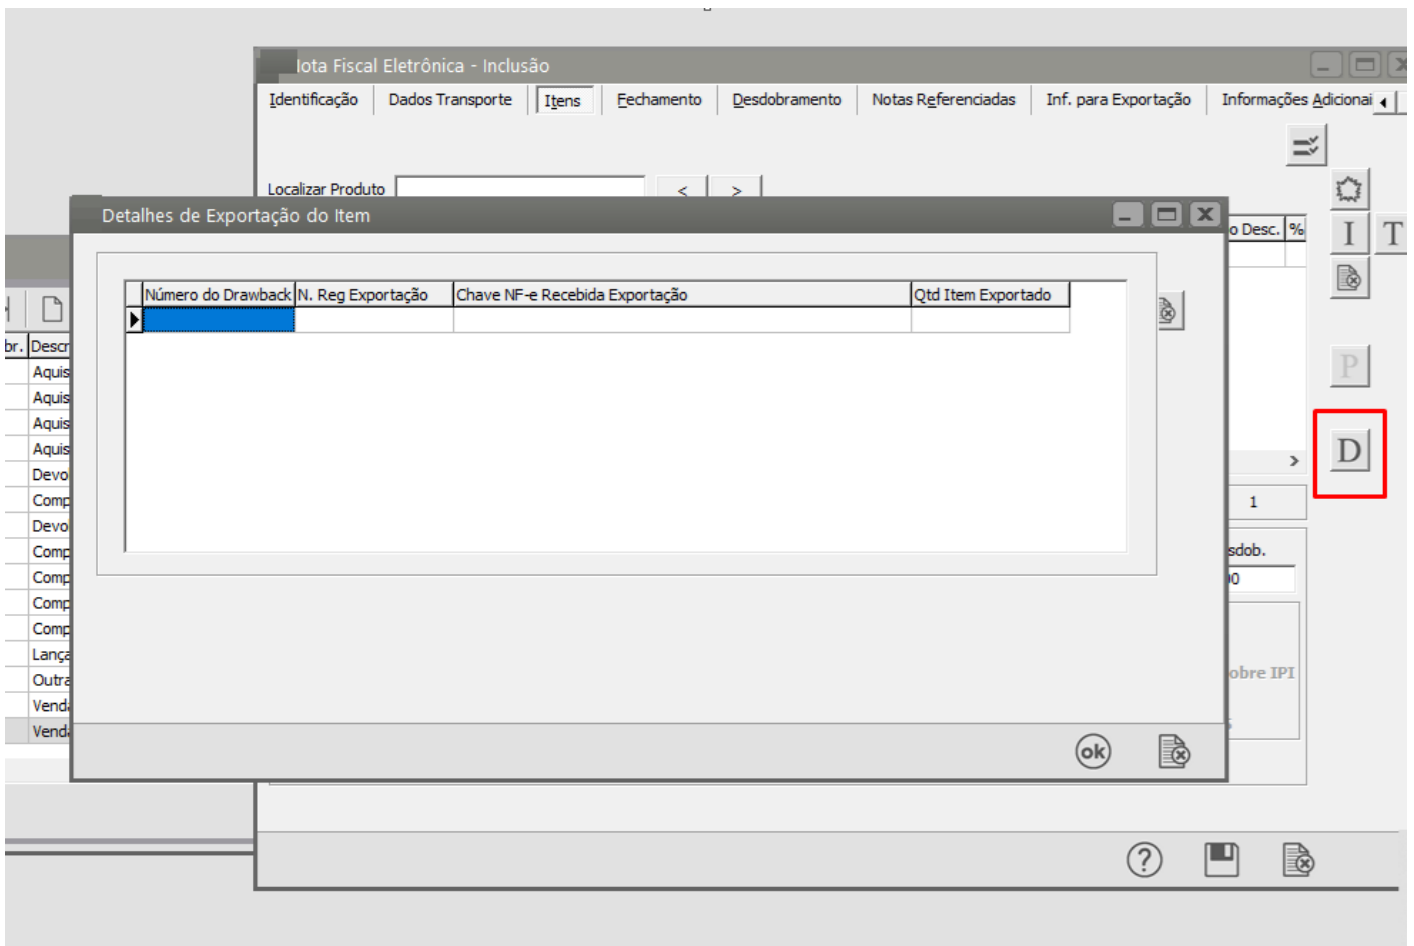 lota Fiscal Eletrônica - Inclusão
Identificação Dados Transporte Itens Fechamento Desdobramento Notas Referenciadas Inf. para Exportação Informações Adicionai
Localizar Produto < >
Detalhes de Exportação do Item
o Desc. %
I T
Número do Drawback N. Reg Exportação Chave NF-e Recebida Exportação Qtd Item Exportado
br. Descr
Aquis
Aquis
Aquis
Aquis
Devo
Comp
Devo
Comp
Comp
Comp
Comp
Lança
Outra
Venda
Venda
P
D
1
sdob.
00
obre IPI
ok
?